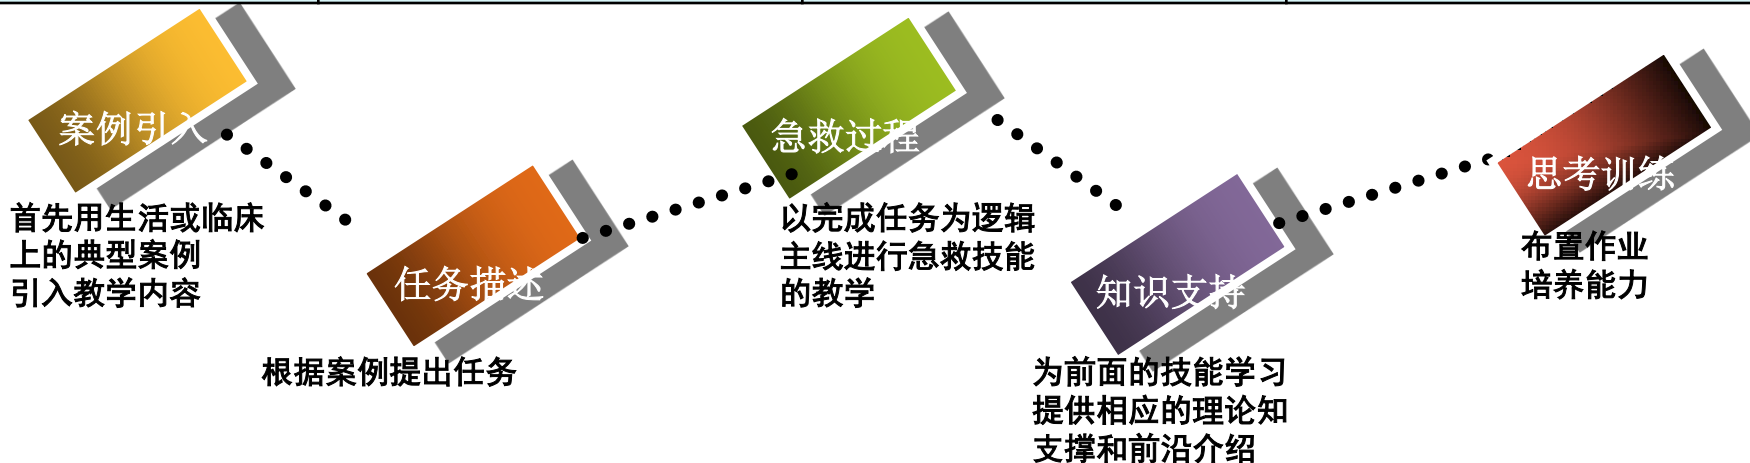 案例引入
首先用生活或临床
上的典型案例
引入教学内容
任务描述
根据案例提出任务
急救过程
以完成任务为逻辑
主线进行急救技能
的教学
知识支持
为前面的技能学习
提供相应的理论知
支撑和前沿介绍
思考训练
布置作业
培养能力